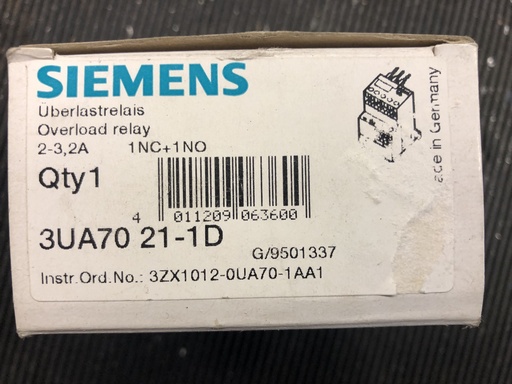 SIEMENS
Überlastrelais
Overload relay
2-3,2A 1NC+1NO
Qty1
4 011209 063600
3UA70 21-1D
G/9501337
Instr.Ord.No.: 3ZX1012-0UA70-1AA1
ade in Germany